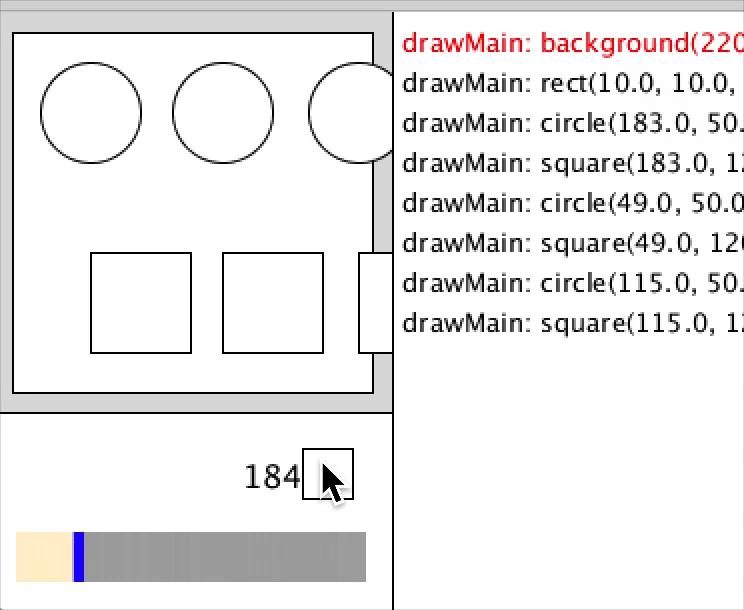 drawMain: background(220
drawMain: rect(10.0, 10.0,
drawMain: circle(183.0, 50.
drawMain: square(183.0, 12
drawMain: circle(49.0, 50.0
drawMain: square(49.0, 120
drawMain: circle(115.0, 50.
drawMain: square(115.0, 12
184